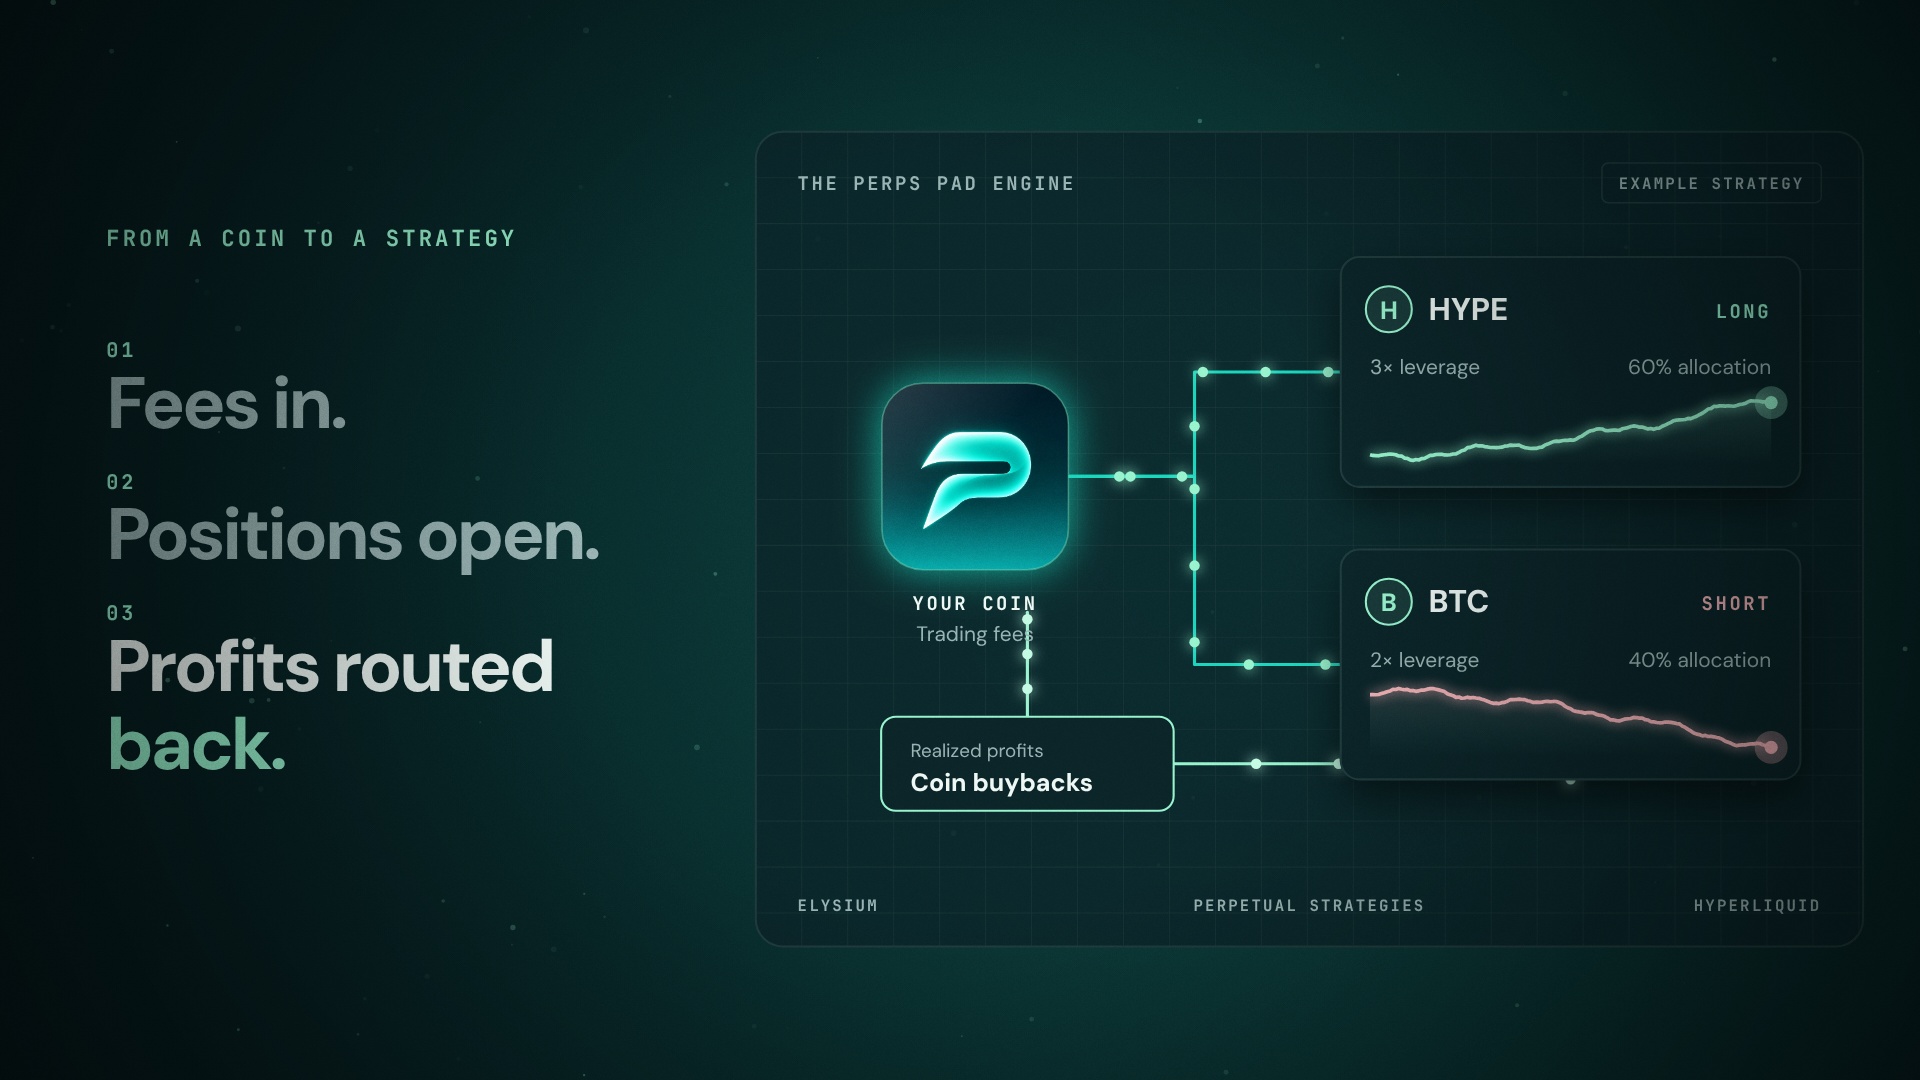 FROM A COIN TO A STRATEGY
01
Fees in.
02
Positions open.
03
Profits routed
back.
THE PERPS PAD ENGINE
EXAMPLE STRATEGY
H
HYPE
LONG
3× leverage
60% allocation
YOUR COIN
Trading fees
B
BTC
SHORT
2× leverage
40% allocation
Realized profits
Coin buybacks
ELYSIUM
PERPETUAL STRATEGIES
HYPERLIQUID